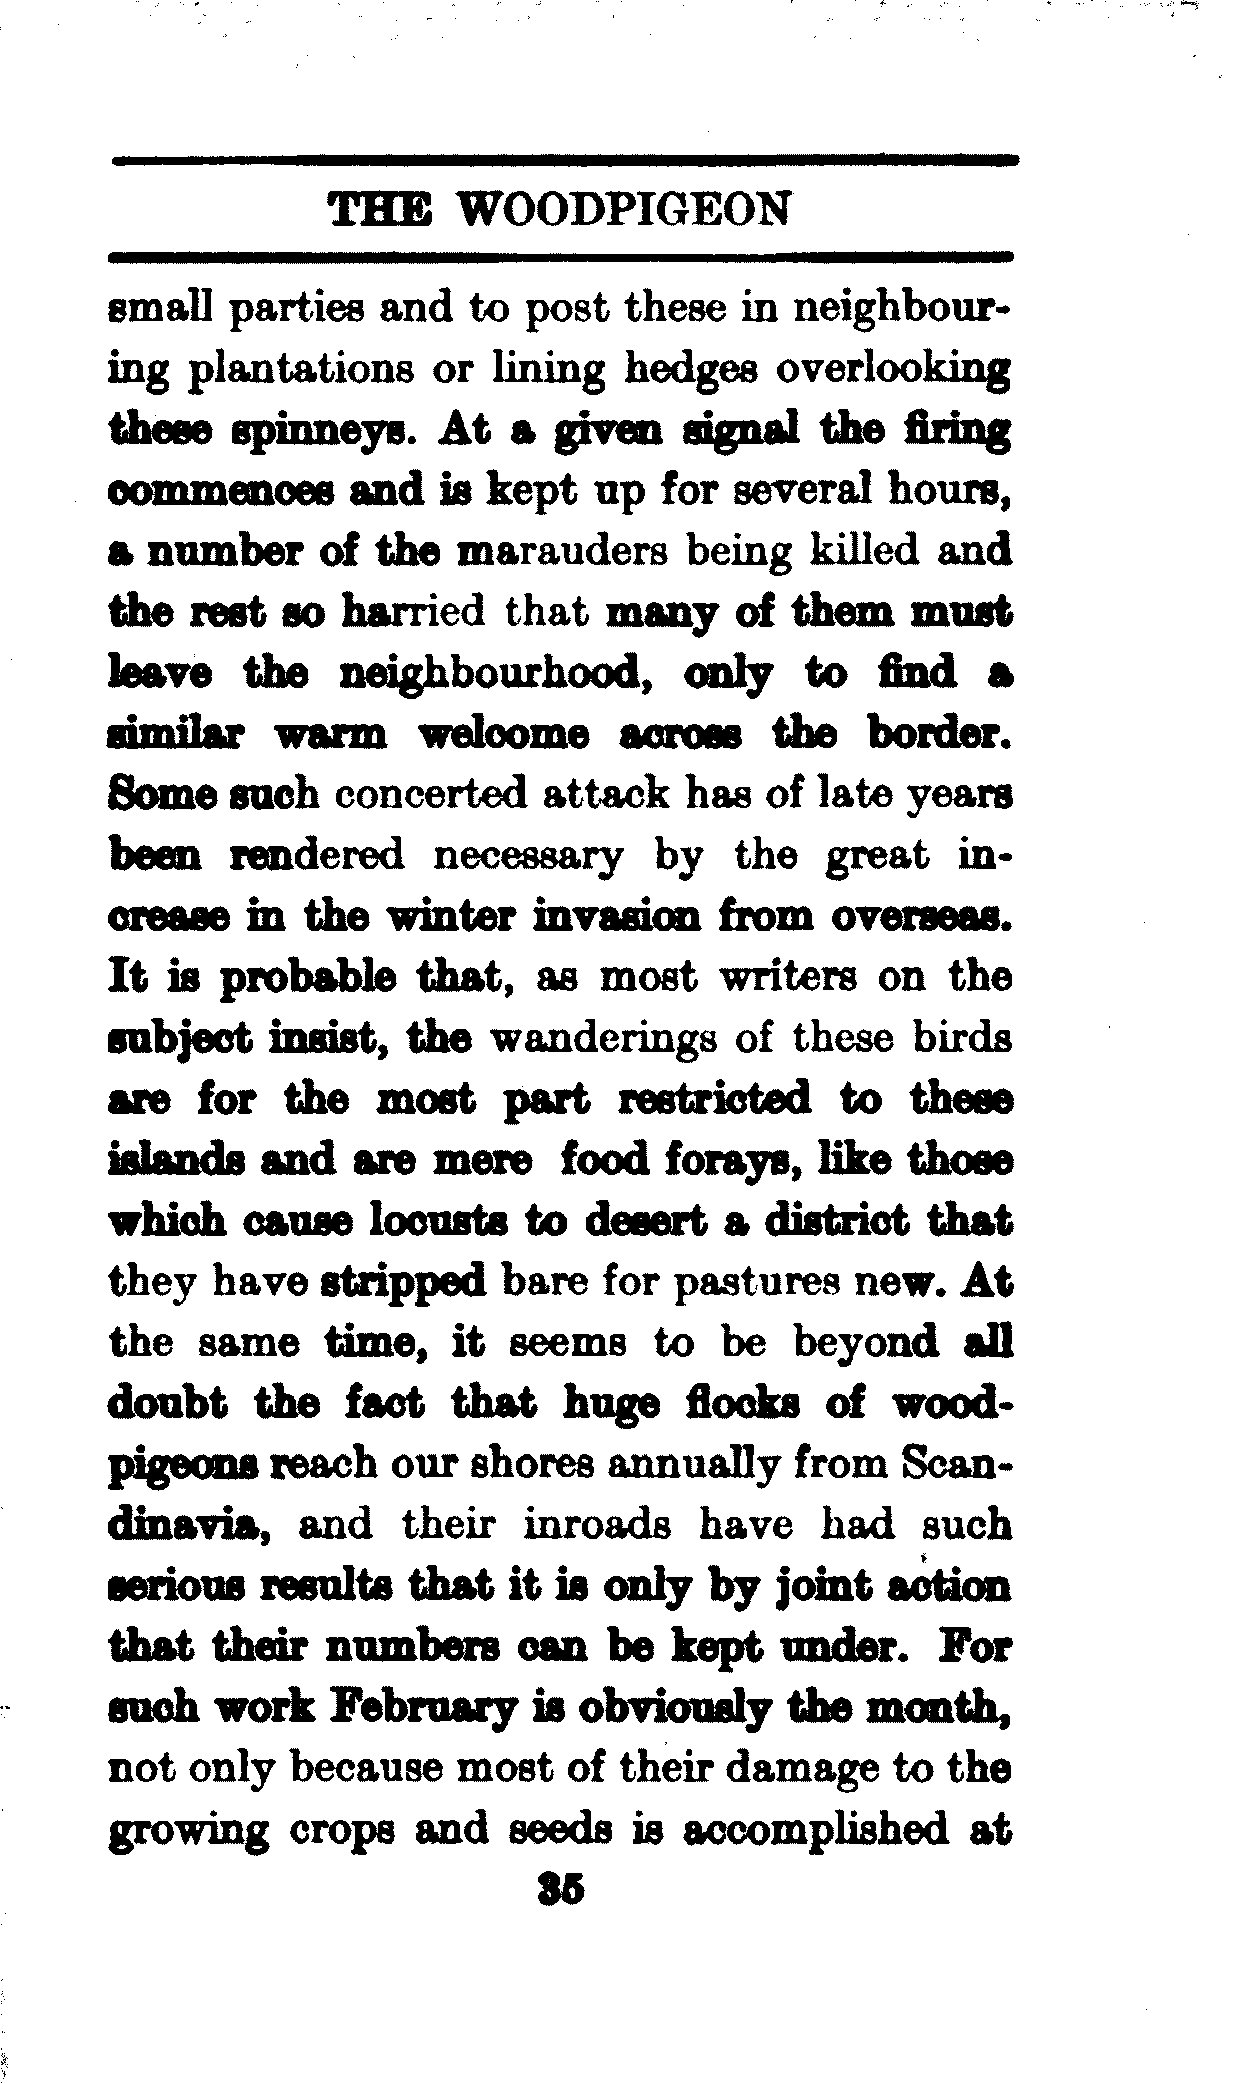 THE WOODPIGEON
small parties and to post these in neighbour-
ing plantations or lining hedges overlooking
these spinneys. At a given signal the firing
commences and is kept up for several hours,
a number of the marauders being killed and
the rest so harried that many of them must
leave the neighbourhood, only to find a
similar warm welcome across the border.
Some such concerted attack has of late years
been rendered necessary by the great in-
crease in the winter invasion from overseas.
It is probable that, as most writers on the
subject insist, the wanderings of these birds
are for the most part restricted to these
islands and are mere food forays, like those
which cause locusts to desert a district that
they have stripped bare for pastures new. At
the same time, it seems to be beyond all
doubt the fact that huge flocks of wood-
pigeons reach our shores annually from Scan-
dinavia, and their inroads have had such
serious results that it is only by joint action
that their numbers can be kept under. For
such work February is obviously the month,
not only because most of their damage to the
growing crops and seeds is accomplished at
35